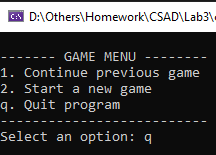 D:\Others\Homework\CSAD\Lab3\
------- GAME MENU --------
1. Continue previous game
2. Start a new game
q. Quit program
--------------------------
Select an option: q